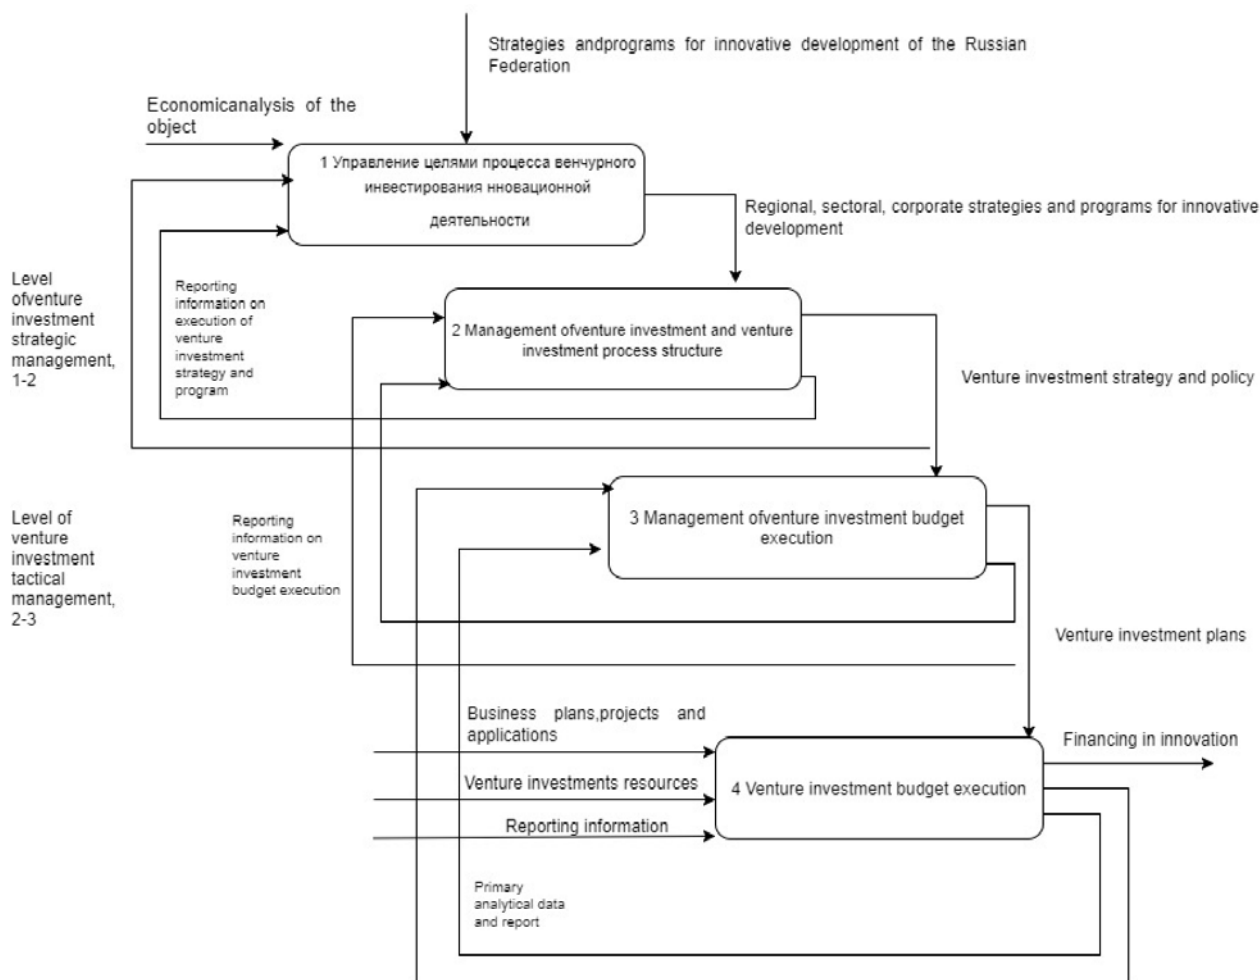 Strategies andprograms for innovative development of the Russian
Federation
Economicanalysis of the
object
1 Управление целями процесса венчурного
инвестирования нновационной
деятельности
Regional, sectoral, corporate strategies and programs for innovative
development
Level
ofventure
investment
strategic
management,
1-2
Reporting
information on
execution of
venture
investment
strategy and
program
2 Management ofventure investment and venture
investment process structure
Venture investment strategy and policy
Level of
venture
investment
tactical
management,
2-3
Reporting
information on
venture
investment
budget execution
3 Management ofventure investment budget
execution
Venture investment plans
Business plans,projects and
applications
Venture investments resources
Reporting information
4 Venture investment budget execution
Financing in innovation
Primary
analytical data
and report